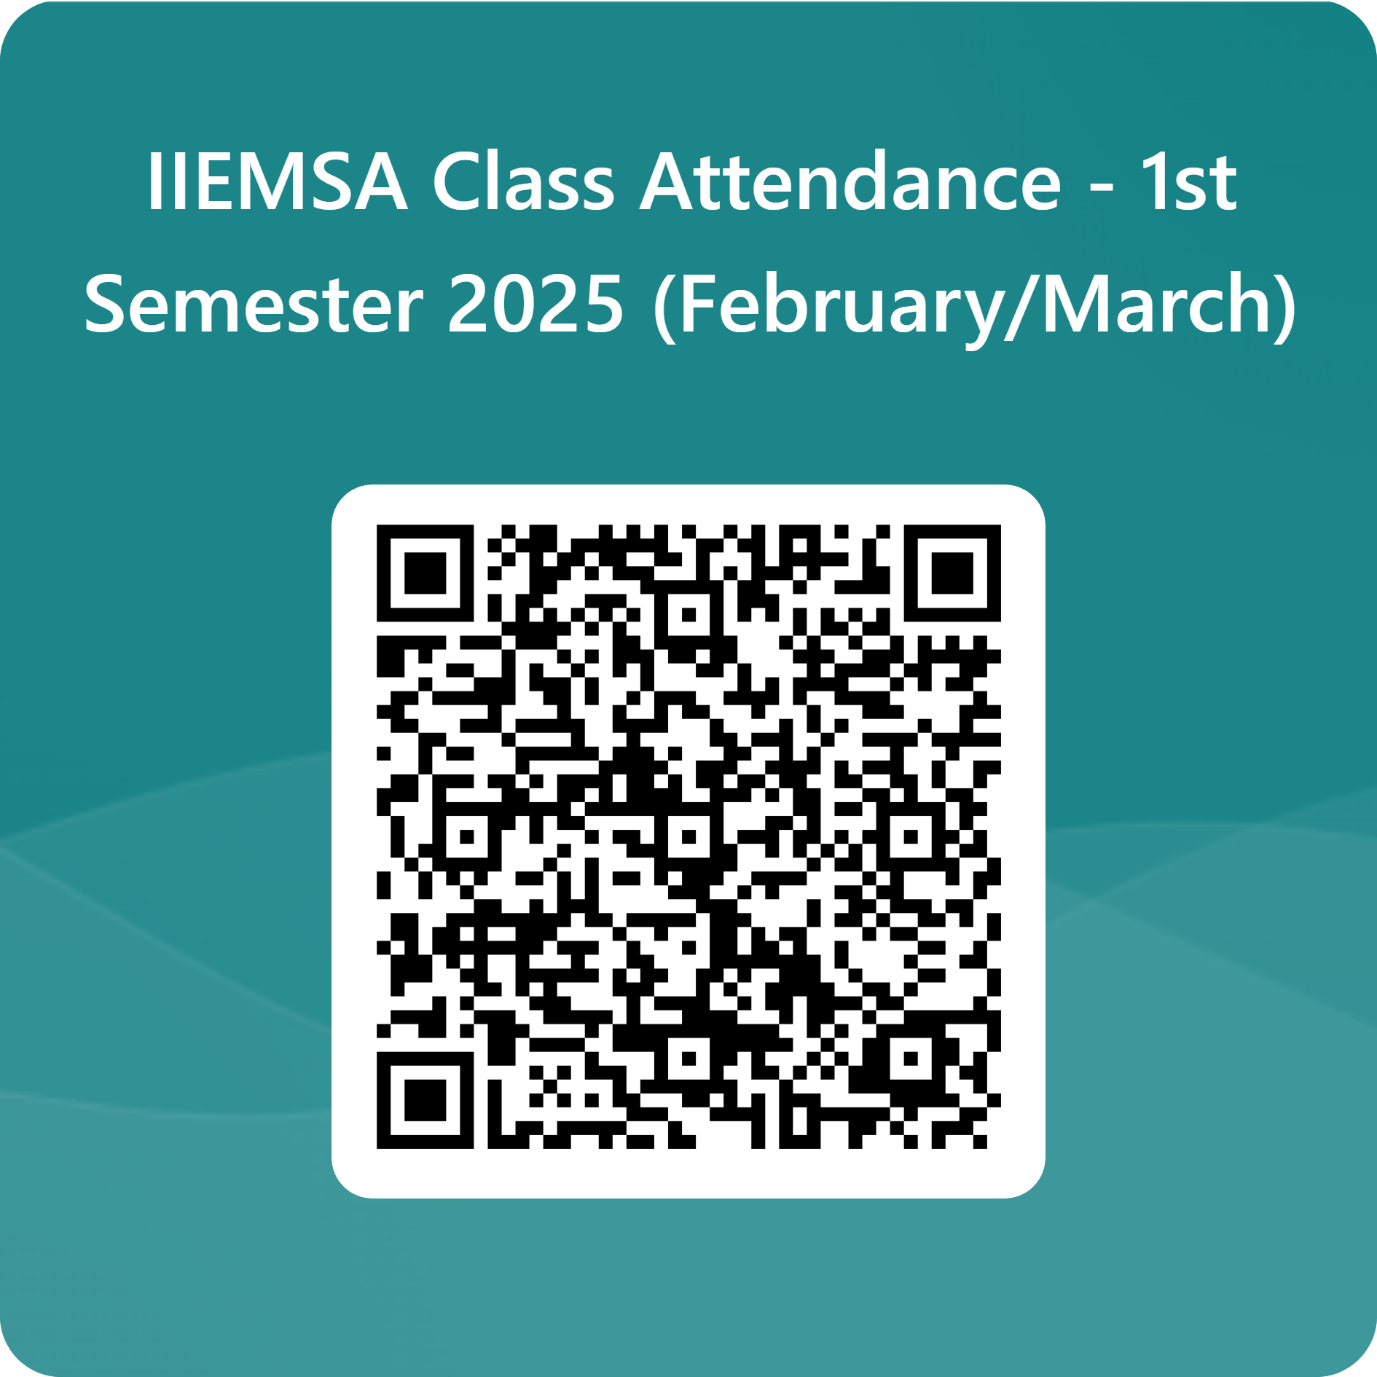 IIEMSA Class Attendance - 1st
Semester 2025 (February/March)